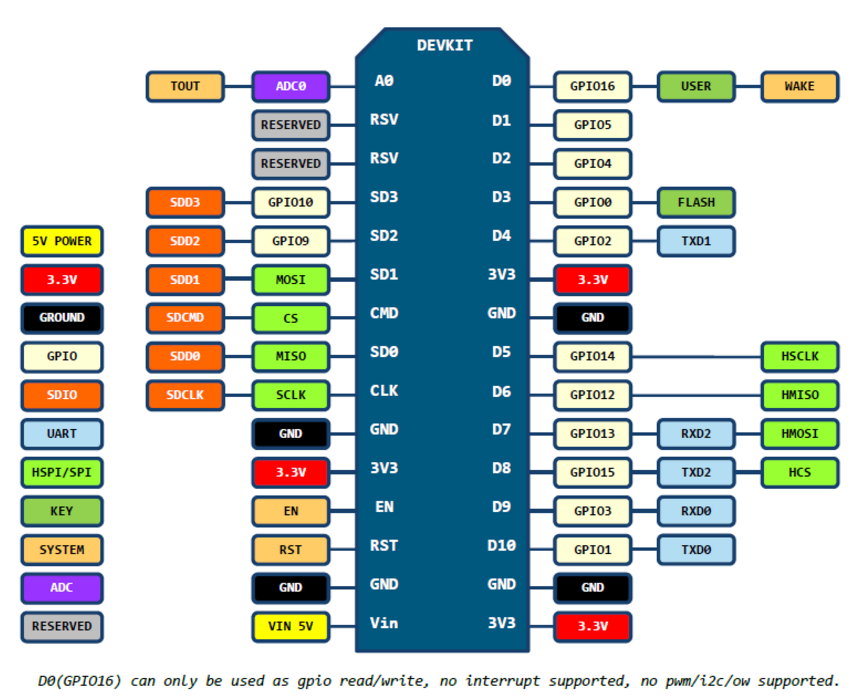 DEVKIT
TOUT ADC0 A0 D0 GPIO16 USER WAKE
RESERVED RSV D1 GPIO5
RESERVED RSV D2 GPIO4
SDD3 GPIO10 SD3 D3 GPIO0 FLASH
5V POWER SDD2 GPIO9 SD2 D4 GPIO2 TXD1
3.3V SDD1 MOSI SD1 3V3 3.3V
GROUND SDCMD CS CMD GND GND
GPIO SDD0 MISO SD0 D5 GPIO14 HSCLK
SDIO SDCLK SCLK CLK D6 GPIO12 HMISO
UART GND GND D7 GPIO13 RXD2 HMOSI
HSPI/SPI 3.3V 3V3 D8 GPIO15 TXD2 HCS
KEY EN EN D9 GPIO3 RXD0
SYSTEM RST RST D10 GPIO1 TXD0
ADC GND GND GND GND
RESERVED VIN 5V Vin 3V3 3.3V
D0(GPIO16) can only be used as gpio read/write, no interrupt supported, no pwm/i2c/ow supported.